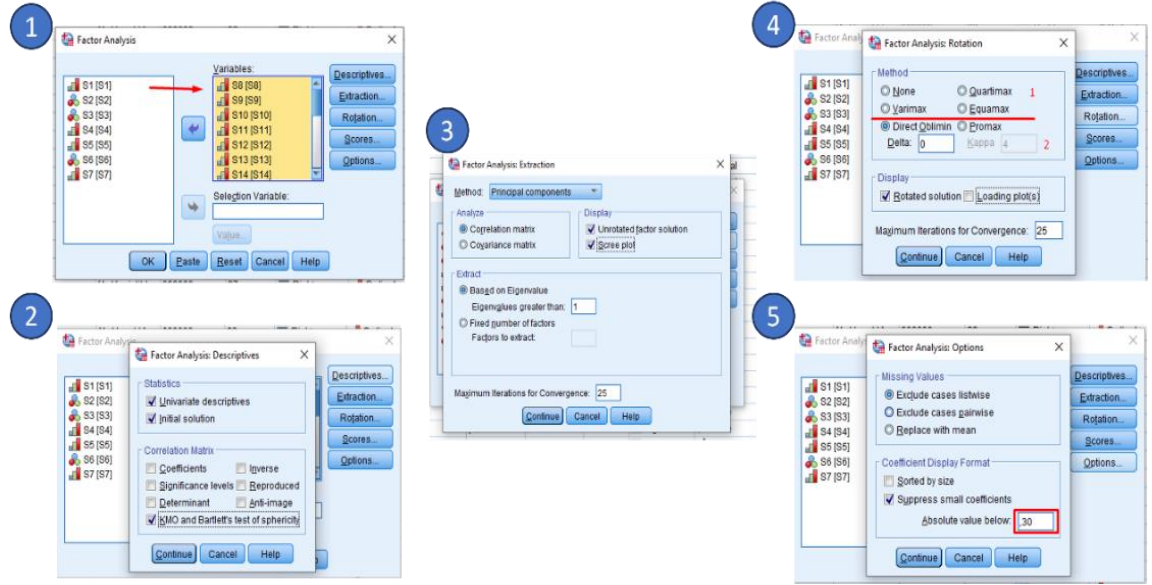 1
Factor Analysis
S1 [S1]
S2 [S2]
S3 [S3]
S4 [S4]
S5 [S5]
S6 [S6]
S7 [S7]
Variables:
S8 [S8]
S9 [S9]
S10 [S10]
S11 [S11]
S12 [S12]
S13 [S13]
S14 [S14]
Selection Variable:
Value...
Descriptives...
Extraction...
Rotation...
Scores...
Options...
OK Paste Reset Cancel Help
2
Factor Analysis
Factor Analysis: Descriptives
S1 [S1]
S2 [S2]
S3 [S3]
S4 [S4]
S5 [S5]
S6 [S6]
S7 [S7]
Statistics
Univariate descriptives
Initial solution
Correlation Matrix
Coefficients Inverse
Significance levels Reproduced
Determinant Anti-image
KMO and Bartlett's test of sphericity
Continue Cancel Help
Descriptives...
Extraction...
Rotation...
Scores...
Options...
3
Factor Analysis: Extraction
Method: Principal components
Analyze
Correlation matrix
Covariance matrix
Display
Unrotated factor solution
Scree plot
Extract
Based on Eigenvalue
Eigenvalues greater than: 1
Fixed number of factors
Factors to extract:
Maximum Iterations for Convergence: 25
Continue Cancel Help
4
Factor Analy
Factor Analysis: Rotation
S1 [S1]
S2 [S2]
S3 [S3]
S4 [S4]
S5 [S5]
S6 [S6]
S7 [S7]
Method
None Quartimax 1
Varimax Equamax
Direct Oblimin Promax
Delta: 0 Kappa 4 2
Display
Rotated solution Loading plot(s)
Maximum Iterations for Convergence: 25
Continue Cancel Help
Descriptives...
Extraction...
Rotation...
Scores...
Options...
5
Factor Analy
Factor Analysis: Options
S1 [S1]
S2 [S2]
S3 [S3]
S4 [S4]
S5 [S5]
S6 [S6]
S7 [S7]
Missing Values
Exclude cases listwise
Exclude cases pairwise
Replace with mean
Coefficient Display Format
Sorted by size
Suppress small coefficients
Absolute value below: .30
Continue Cancel Help
Descriptives...
Extraction...
Rotation...
Scores...
Options...